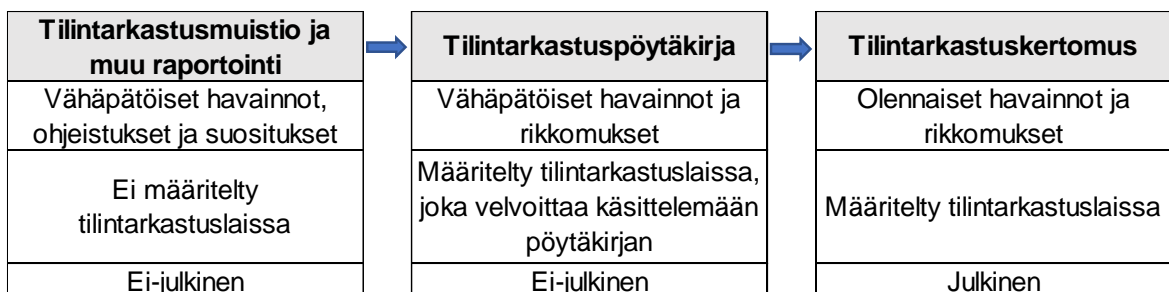 Tilintarkastusmuistio ja
muu raportointi
Vähäpätöiset havainnot,
ohjeistukset ja suositukset
Ei määritelty
tilintarkastuslaissa
Ei-julkinen
Tilintarkastuspöytäkirja
Vähäpätöiset havainnot ja
rikkomukset
Määritelty tilintarkastuslaissa,
joka velvoittaa käsittelemään
pöytäkirjan
Ei-julkinen
Tilintarkastuskertomus
Olennaiset havainnot ja
rikkomukset
Määritelty tilintarkastuslaissa
Julkinen